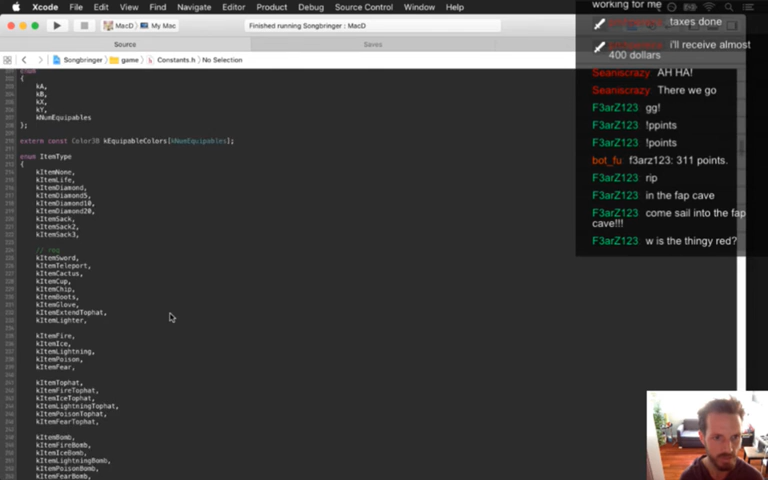 Xcode File Edit View Find Navigate Editor Product Debug Source Control Window Help
MacD My Mac
Finished running Songbringer : MacD
Source
Saves
Songbringer game Constants.h No Selection
enum
{
kA,
kB,
kX,
kY,
kNumEquipables
};
extern const Color3B kEquipableColors[kNumEquipables];
enum ItemType
{
kItemNone,
kItemLife,
kItemDiamond,
kItemDiamond5,
kItemDiamond10,
kItemDiamond20,
kItemSack,
kItemSack2,
kItemSack3,
// req
kItemSword,
kItemTeleport,
kItemCactus,
kItemCup,
kItemChip,
kItemBoots,
kItemGlove,
kItemExtendTophat,
kItemLighter,
kItemFire,
kItemIce,
kItemLightning,
kItemPoison,
kItemFear,
kItemTophat,
kItemFireTophat,
kItemIceTophat,
kItemLightningTophat,
kItemPoisonTophat,
kItemFearTophat,
kItemBomb,
kItemFireBomb,
kItemIceBomb,
kItemLightningBomb,
kItemPoisonBomb,
kItemFearBomb,
working for me
taxes done
i'll receive almost
400 dollars
Seaniscrazy AH HA!
Seaniscrazy There we go
F3arZ123 gg!
F3arZ123 !ppints
F3arZ123 !points
bot_fu f3arz123: 311 points.
F3arZ123 rip
F3arZ123 in the fap cave
F3arZ123 come sail into the fap
cave!!!
F3arZ123 w is the thingy red?